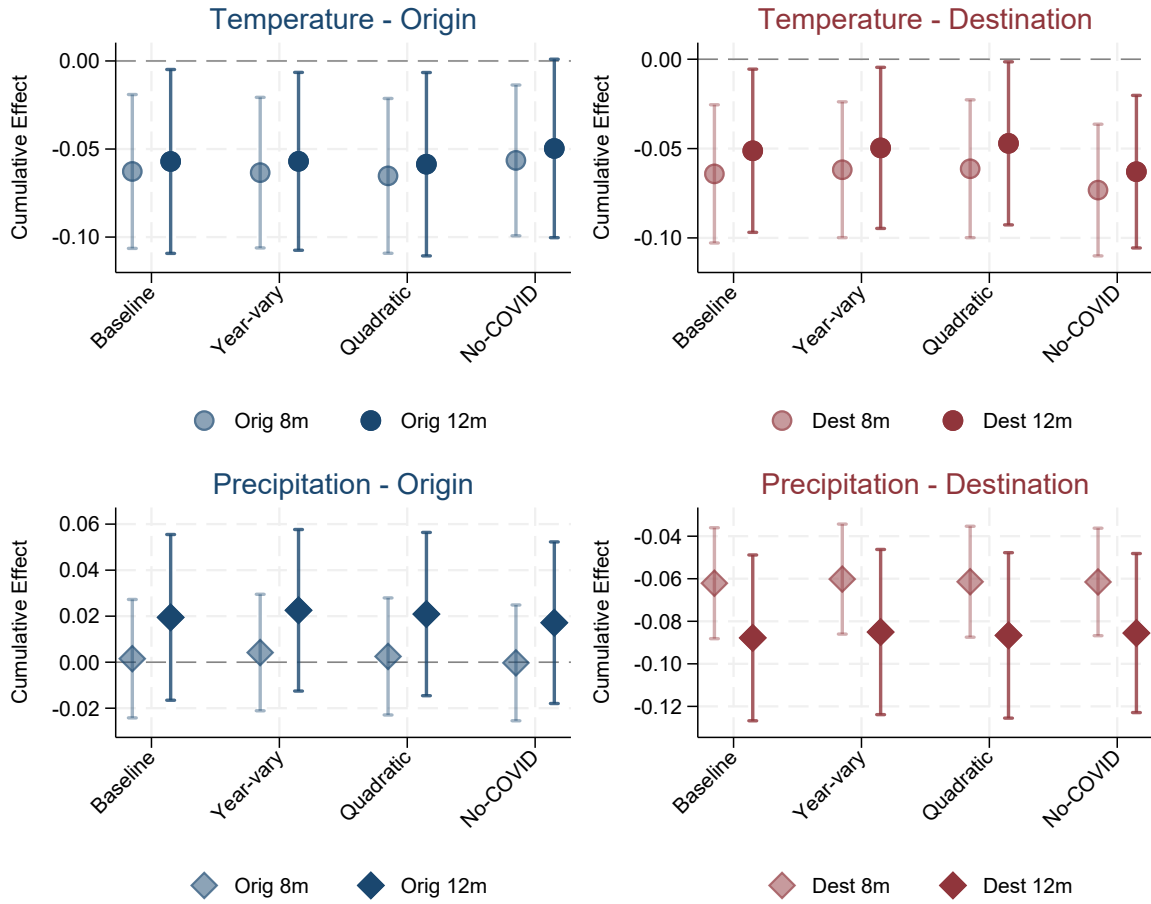 Temperature - Origin
Cumulative Effect
0.00
-0.05
-0.10
Baseline
Year-vary
Quadratic
No-COVID
Orig 8m
Orig 12m
Temperature - Destination
Cumulative Effect
0.00
-0.05
-0.10
Baseline
Year-vary
Quadratic
No-COVID
Dest 8m
Dest 12m
Precipitation - Origin
Cumulative Effect
0.06
0.04
0.02
0.00
-0.02
Baseline
Year-vary
Quadratic
No-COVID
Orig 8m
Orig 12m
Precipitation - Destination
Cumulative Effect
-0.04
-0.06
-0.08
-0.10
-0.12
Baseline
Year-vary
Quadratic
No-COVID
Dest 8m
Dest 12m